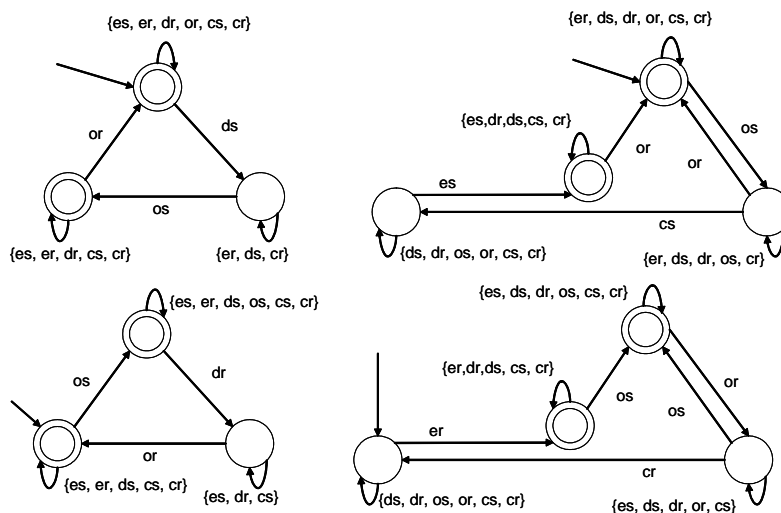 {es, er, dr, or, cs, cr}
or
ds
os
{es, er, dr, cs, cr}
{er, ds, cr}
{er, ds, dr, or, cs, cr}
{es,dr,ds,cs, cr}
os
or
or
es
cs
{ds, dr, os, or, cs, cr}
{er, ds, dr, os, cr}
{es, er, ds, os, cs, cr}
os
dr
or
{es, er, ds, cs, cr}
{es, dr, cs}
{es, ds, dr, os, cs, cr}
{er,dr,ds, cs, cr}
or
os
os
er
cr
{ds, dr, os, or, cs, cr}
{es, ds, dr, or, cs}